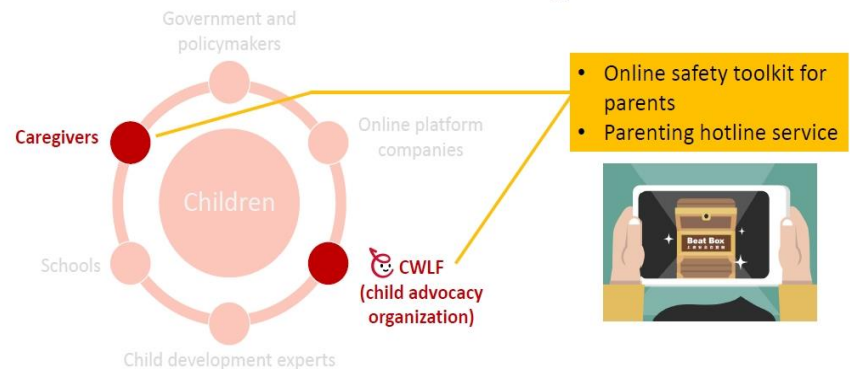 Government and
policymakers
Caregivers
Online platform
companies
Children
Schools
CWLF
(child advocacy
organization)
Child development experts
• Online safety toolkit for
parents
• Parenting hotline service
Beat Box